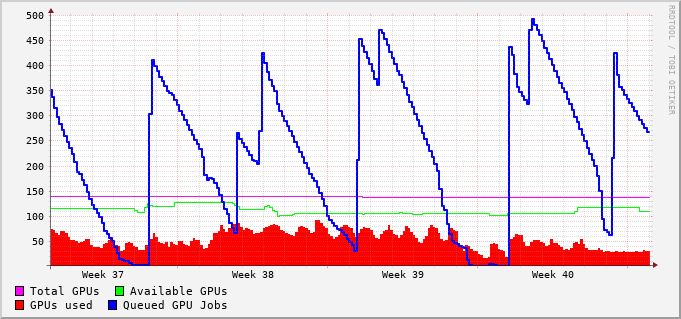 500
450
400
350
300
250
200
150
100
50
Week 37 Week 38 Week 39 Week 40
Total GPUs Available GPUs
GPUs used Queued GPU Jobs
RRDTOOL / TOBI OETIKER